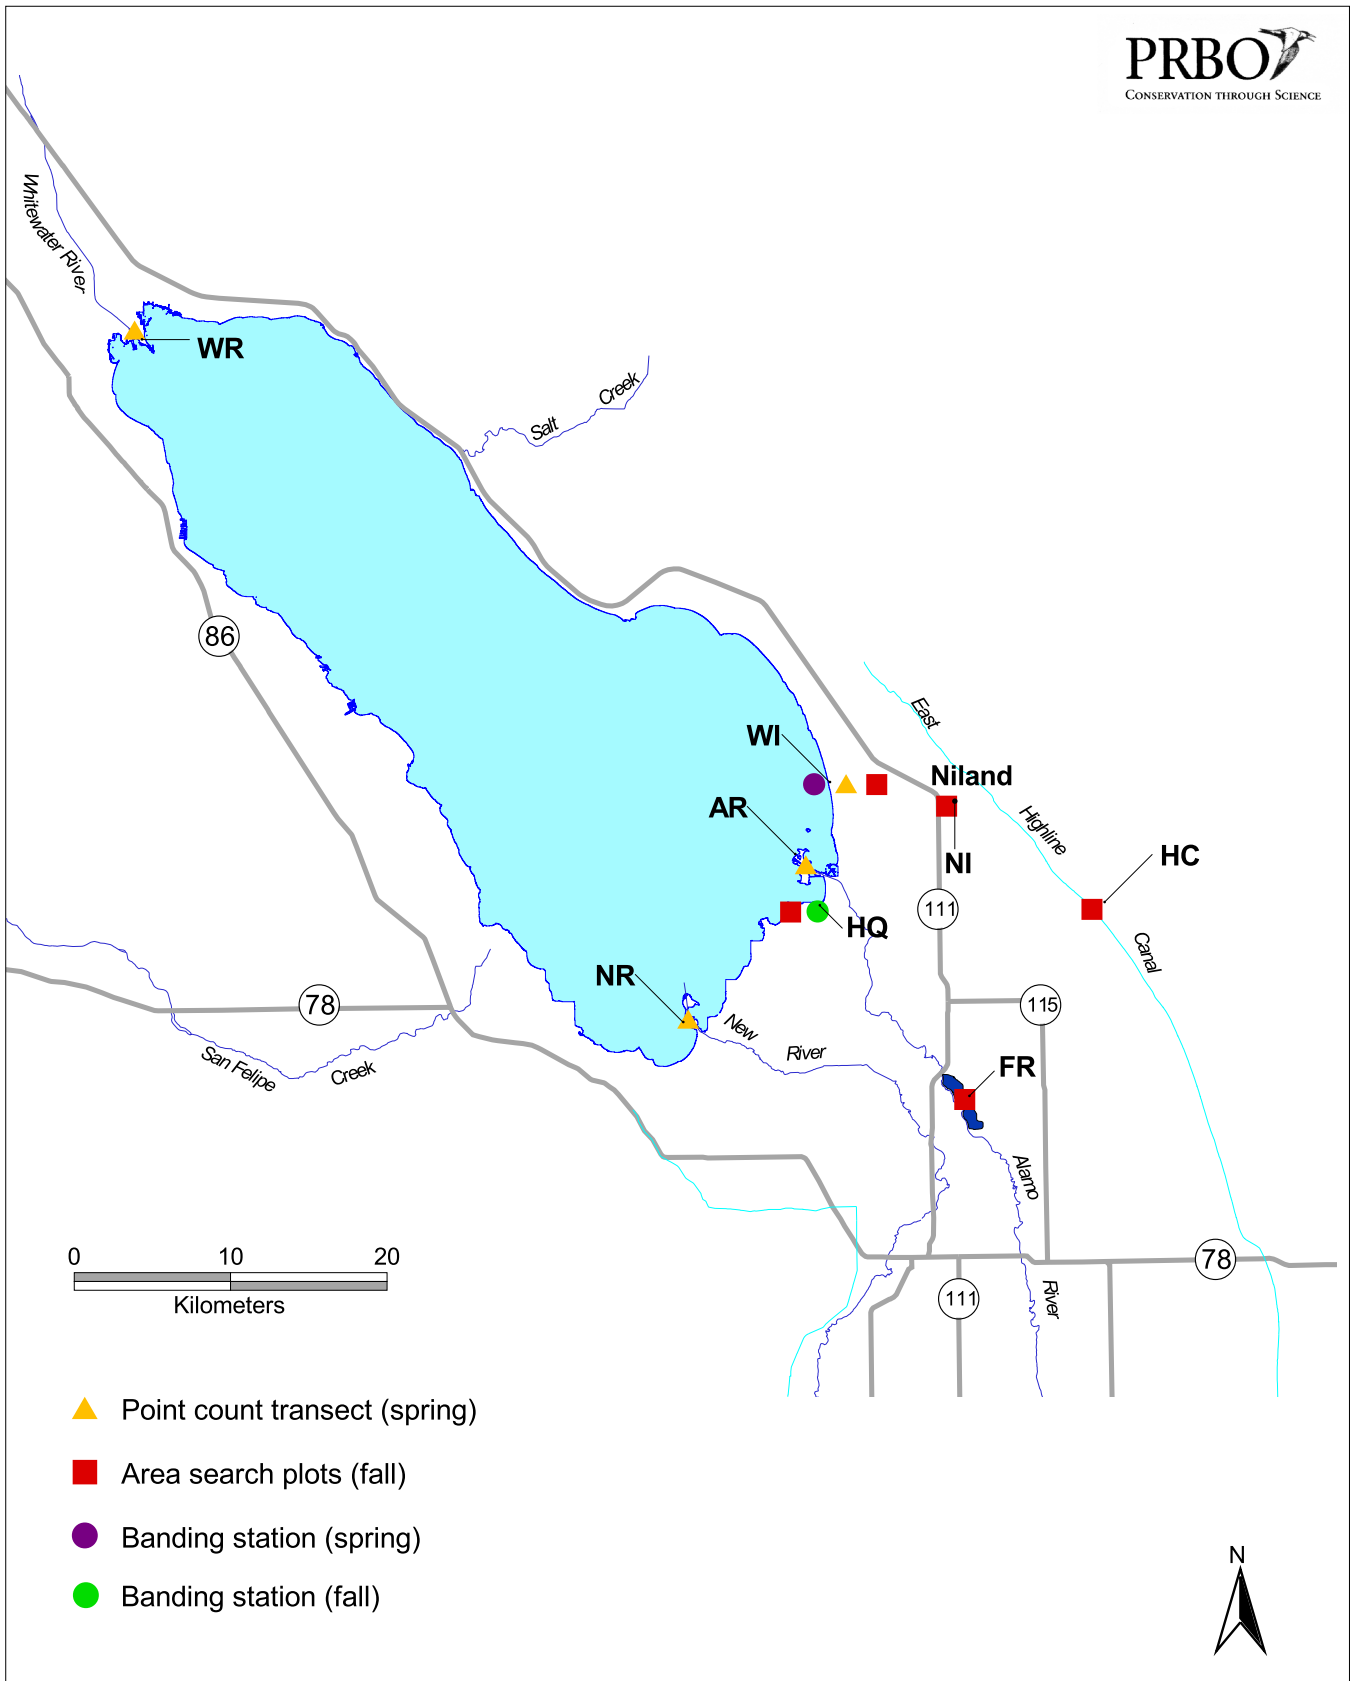 PRBO
CONSERVATION THROUGH SCIENCE
Whitewater River
WR
Salt Creek
86
East Highline Canal
WI
Niland
AR
NI
HC
111
HQ
NR
78
115
New River
San Felipe Creek
FR
Alamo River
0 10 20
Kilometers
78
111
Point count transect (spring)
Area search plots (fall)
Banding station (spring)
Banding station (fall)
N